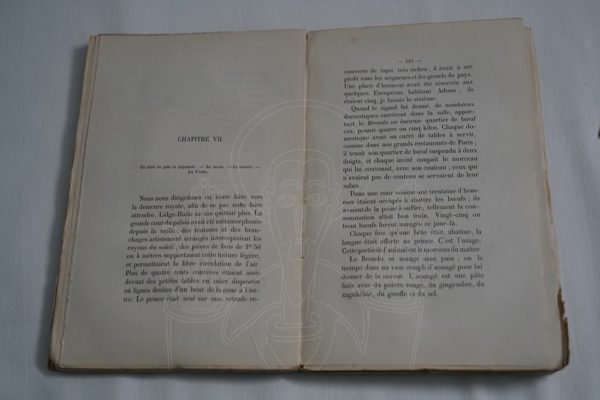 CHAPITRE VII
Un dîner de gala en Abyssinie. — Le menu. — Le concert. —
Nous nous dirigeâmes en toute hâte vers
la demeure royale, afin de ne pas nous faire
attendre. Lidge-Haïlo ne me quittait plus. La
grande cour du palais avait été métamorphosée
depuis la veille : des toitures et des bran-
chages artistement arrangés interceptaient les
rayons du soleil ; des pièces de bois de 3m 50
ou 4 mètres supportaient cette toiture légère,
et permettaient la libre circulation de l'air.
Plus de quatre cents convives étaient assis
devant des petites tables en osier disposées
en lignes droites d'un bout de la cour à l'au-
tre. Le prince était seul sur une estrade re-
— 115 —
couverte de tapis très riches ; il avait à ses
pieds tous les seigneurs et les grands du pays.
Une place d'honneur avait été réservée aux
quelques Européens habitant Adoua ; ils
étaient cinq, je faisais le sixième.
Quand le signal fut donné, de nombreux
domestiques entrèrent dans la salle, appor-
tant le Brondo ou énorme quartier de bœuf
pesant quatre ou cinq kilos. Chaque do-
mestique avait un carré de tables à servir,
comme dans nos grands restaurants de Paris ;
il tenait son quartier de bœuf suspendu à deux
doigts, et chaque invité coupait le morceau
qui lui convenait, avec son couteau ; ceux qui
n'avaient pas de couteau se servaient de leur
sabre.
Dans une cour voisine une trentaine d'hom-
mes étaient occupés à abattre les bœufs ; ils
avaient de la peine à suffire, tellement la con-
sommation allait bon train. Vingt-cinq ou
trente bœufs furent mangés ce jour-là.
Chaque fois qu'une bête était abattue, la
langue était offerte au prince. C'est l'usage.
Cette partie de l'animal est le morceau du maître.
Le Brondo se mange sans pain ; on le
trempe dans un vase rempli d'aouagé pour lui
donner de la saveur. L'aouagé est une pâte
faite avec du poivre rouge, du gingembre, du
du girofle et du sel.